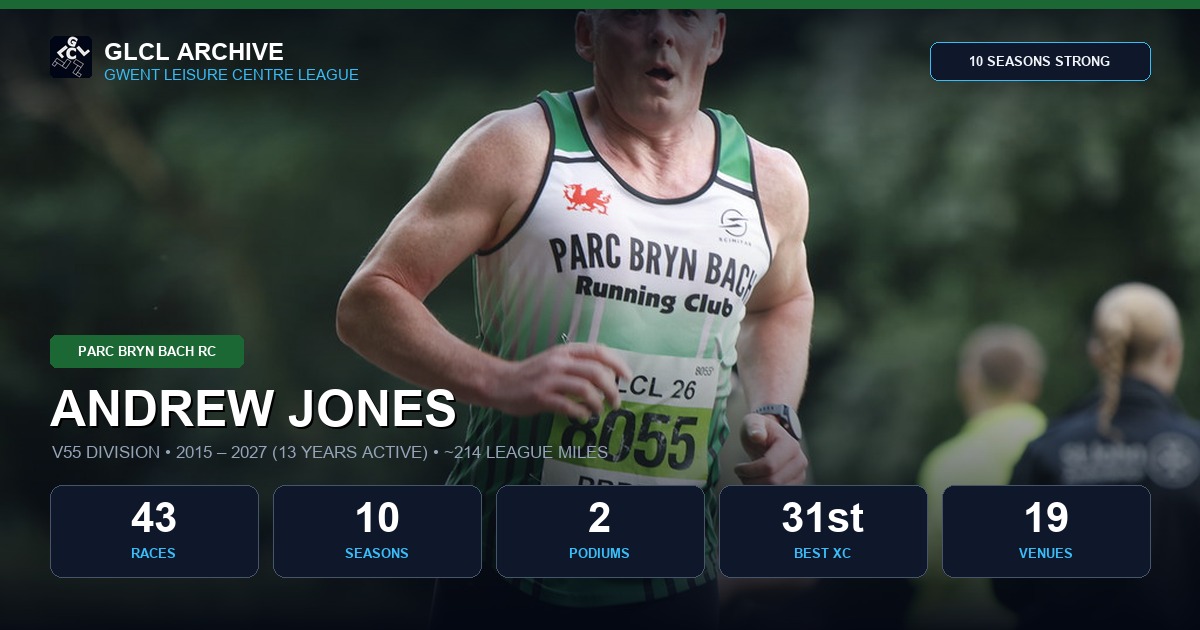 GLCL ARCHIVE
GWENT LEISURE CENTRE LEAGUE
10 SEASONS STRONG
SCIMITAR
PARC BRYN BACH
Running Club
8055
LCL 26
8055
PARC BRYN BACH RC
ANDREW JONES
V55 DIVISION • 2015 – 2027 (13 YEARS ACTIVE) • ~214 LEAGUE MILES
43
RACES
10
SEASONS
2
PODIUMS
31st
BEST XC
19
VENUES